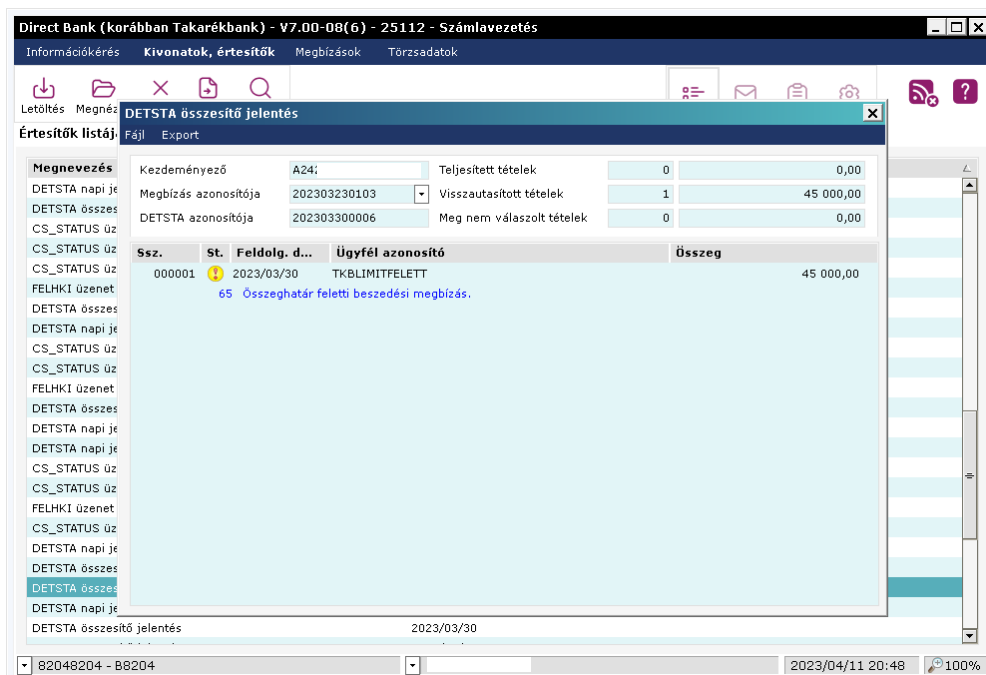 Direct Bank (korábban Takarékbank) - V7.00-08(6) - 25112 - Számlavezetés
Információkérés Kivonatok, értesítők Megbízások Törzsadatok
Letöltés Megnéz
Értesítők listáj
DETSTA összesítő jelentés
Fájl Export
Kezdeményező A242 Teljesített tételek 0 0,00
Megbízás azonosítója 202303230103 Visszautasított tételek 1 45 000,00
DETSTA azonosítója 202303300006 Meg nem válaszolt tételek 0 0,00
Ssz. St. Feldolg. d... Ügyfél azonosító Összeg
000001 2023/03/30 TKBLIMITFELETT 45 000,00
65 Összeghatár feletti beszedési megbízás.
Megnevezés
DETSTA napi je
DETSTA összes
CS_STATUS üz
CS_STATUS üz
CS_STATUS üz
FELHKI üzenet
DETSTA összes
DETSTA napi je
CS_STATUS üz
CS_STATUS üz
FELHKI üzenet
DETSTA összes
DETSTA napi je
DETSTA napi je
CS_STATUS üz
CS_STATUS üz
FELHKI üzenet
CS_STATUS üz
DETSTA napi je
DETSTA összes
DETSTA összes
DETSTA napi je
DETSTA összesítő jelentés 2023/03/30
82048204 - B8204 2023/04/11 20:48 100%